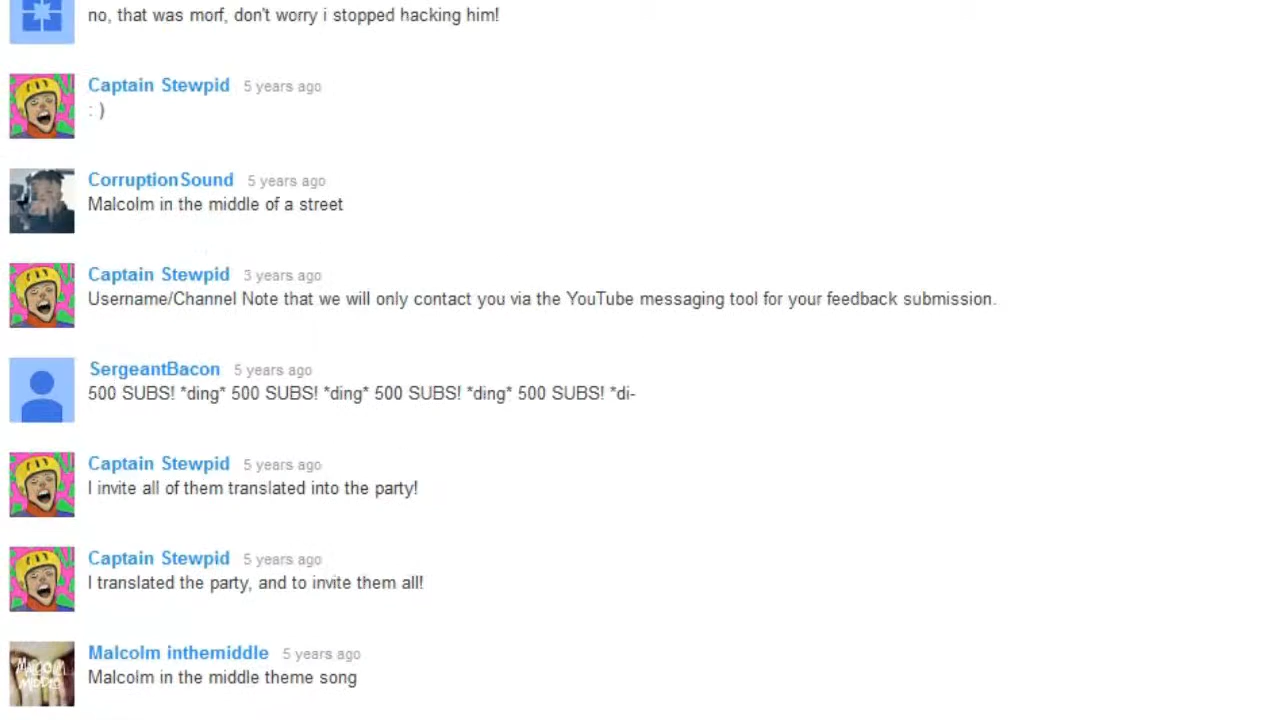 no, that was morf, don't worry i stopped hacking him!
Captain Stewpid 5 years ago
: )
CorruptionSound 5 years ago
Malcolm in the middle of a street
Captain Stewpid 3 years ago
Username/Channel Note that we will only contact you via the YouTube messaging tool for your feedback submission.
SergeantBacon 5 years ago
500 SUBS! *ding* 500 SUBS! *ding* 500 SUBS! *ding* 500 SUBS! *di-
Captain Stewpid 5 years ago
I invite all of them translated into the party!
Captain Stewpid 5 years ago
I translated the party, and to invite them all!
Malcolm inthemiddle 5 years ago
MALCOLM
MIDDLE
Malcolm in the middle theme song